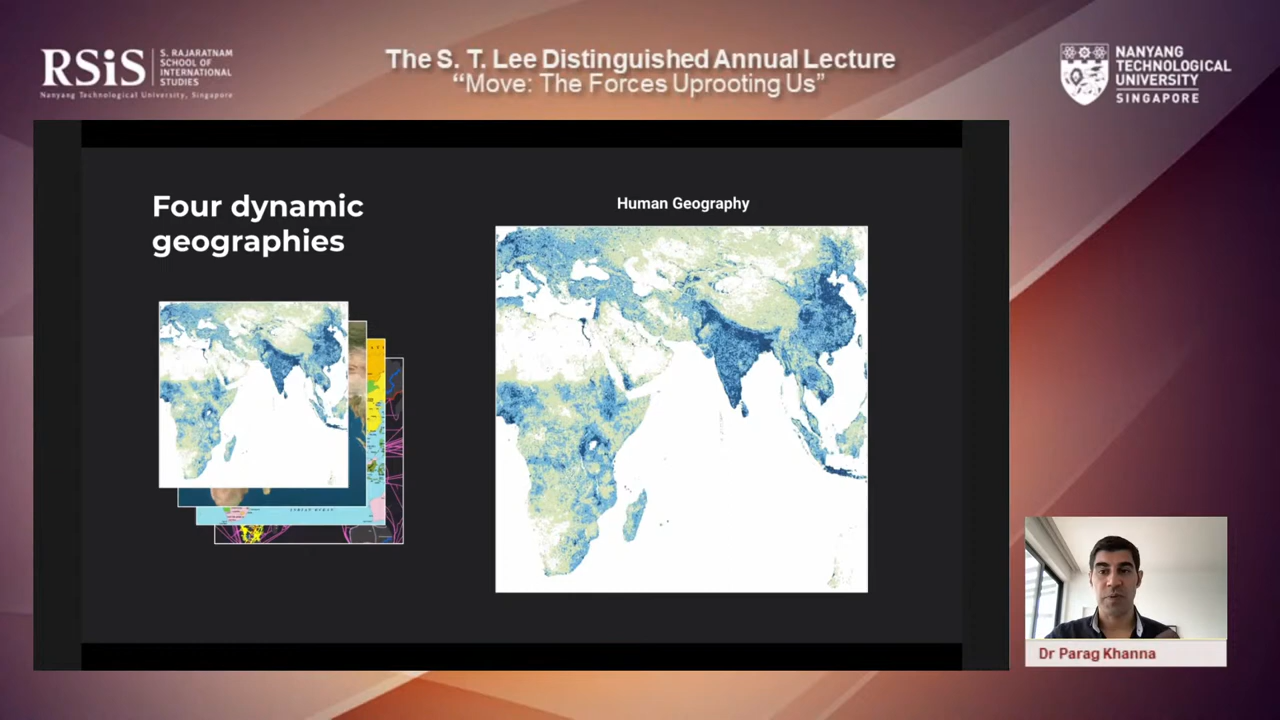 RSiS
S. RAJARATNAM
SCHOOL OF
INTERNATIONAL
STUDIES
Nanyang Technological University, Singapore
The S. T. Lee Distinguished Annual Lecture
“Move: The Forces Uprooting Us”
NANYANG
TECHNOLOGICAL
UNIVERSITY
SINGAPORE
Four dynamic
geographies
Human Geography
Dr Parag Khanna